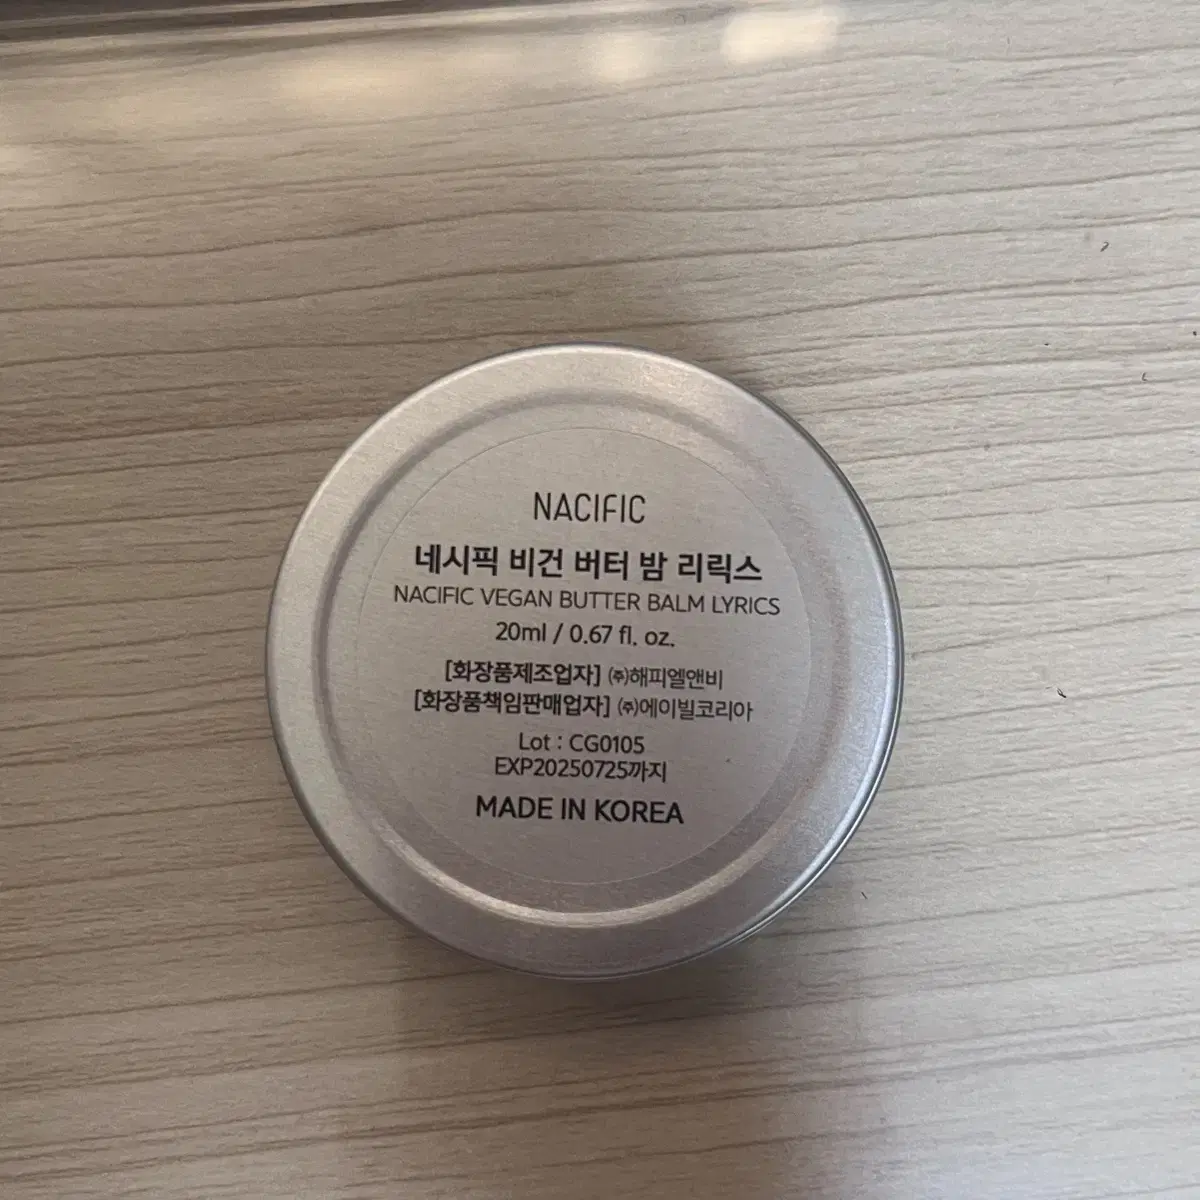 NACIFIC
네시픽 비건 버터 밤 리릭스
NACIFIC VEGAN BUTTER BALM LYRICS
20ml / 0.67 fl. oz.
[화장품제조업자] ㈜해피엘앤비
[화장품책임판매업자] ㈜에이빌코리아
Lot : CG0105
EXP20250725까지
MADE IN KOREA